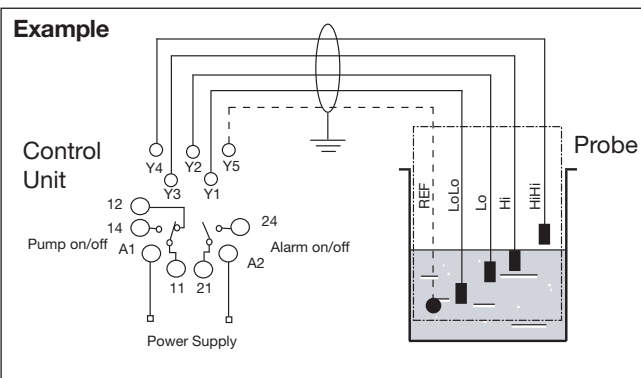 Example
Control
Unit
Y4
Y3
Y2
Y1
Y5
12
14
Pump on/off
A1
11
21
24
Alarm on/off
A2
Power Supply
Probe
REF
LoLo
Lo
Hi
HiHi